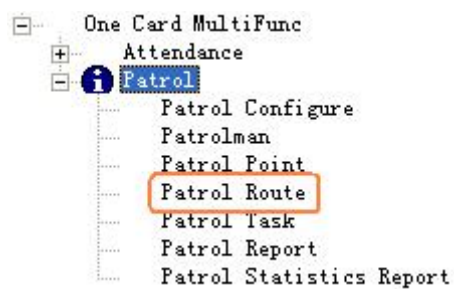 One Card MultiFunc
Attendance
Patrol
Patrol Configure
Patrolman
Patrol Point
Patrol Route
Patrol Task
Patrol Report
Patrol Statistics Report